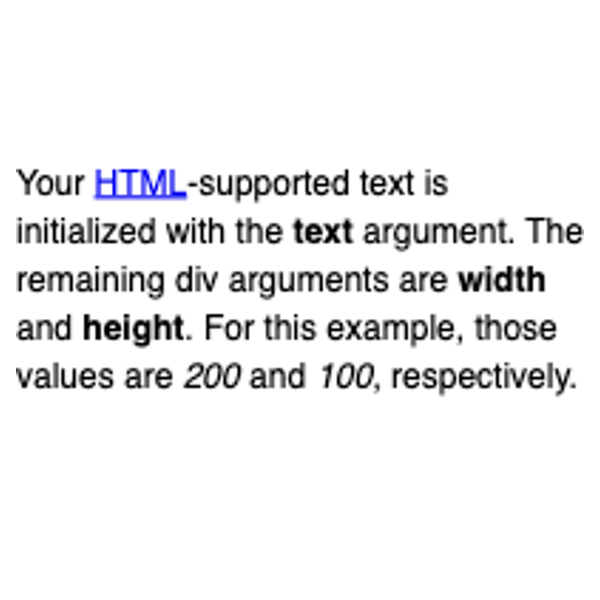 Your HTML-supported text is
initialized with the text argument. The
remaining div arguments are width
and height. For this example, those
values are 200 and 100, respectively.